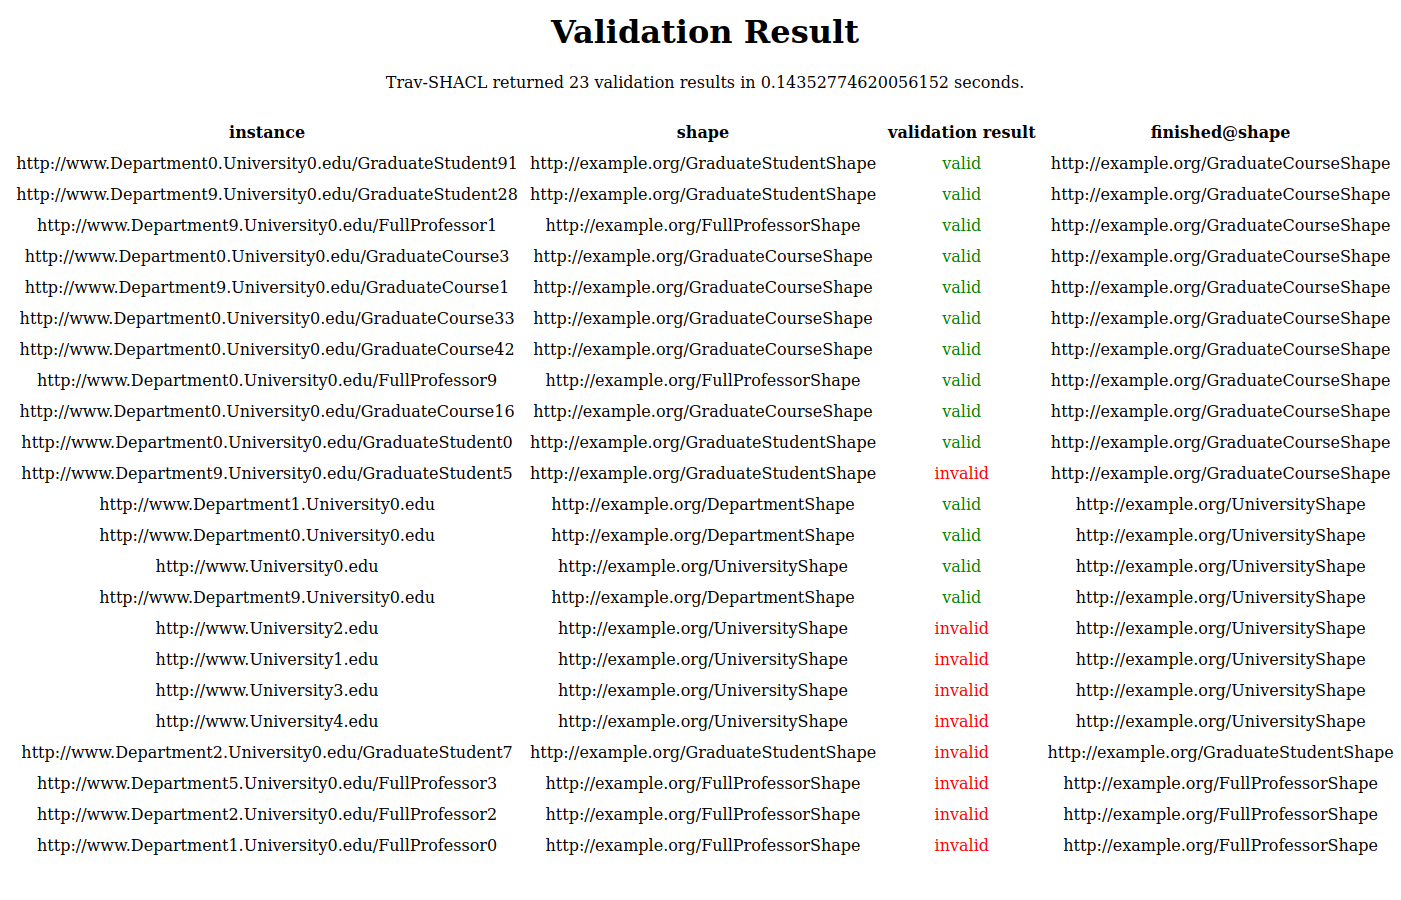 Validation Result
Trav-SHACL returned 23 validation results in 0.14352774620056152 seconds.
instance shape validation result finished@shape
http://www.Department0.University0.edu/GraduateStudent91 http://example.org/GraduateStudentShape valid http://example.org/GraduateCourseShape
http://www.Department9.University0.edu/GraduateStudent28 http://example.org/GraduateStudentShape valid http://example.org/GraduateCourseShape
http://www.Department9.University0.edu/FullProfessor1 http://example.org/FullProfessorShape valid http://example.org/GraduateCourseShape
http://www.Department0.University0.edu/GraduateCourse3 http://example.org/GraduateCourseShape valid http://example.org/GraduateCourseShape
http://www.Department9.University0.edu/GraduateCourse1 http://example.org/GraduateCourseShape valid http://example.org/GraduateCourseShape
http://www.Department0.University0.edu/GraduateCourse33 http://example.org/GraduateCourseShape valid http://example.org/GraduateCourseShape
http://www.Department0.University0.edu/GraduateCourse42 http://example.org/GraduateCourseShape valid http://example.org/GraduateCourseShape
http://www.Department0.University0.edu/FullProfessor9 http://example.org/FullProfessorShape valid http://example.org/GraduateCourseShape
http://www.Department0.University0.edu/GraduateCourse16 http://example.org/GraduateCourseShape valid http://example.org/GraduateCourseShape
http://www.Department0.University0.edu/GraduateStudent0 http://example.org/GraduateStudentShape valid http://example.org/GraduateCourseShape
http://www.Department9.University0.edu/GraduateStudent5 http://example.org/GraduateStudentShape invalid http://example.org/GraduateCourseShape
http://www.Department1.University0.edu http://example.org/DepartmentShape valid http://example.org/UniversityShape
http://www.Department0.University0.edu http://example.org/DepartmentShape valid http://example.org/UniversityShape
http://www.University0.edu http://example.org/UniversityShape valid http://example.org/UniversityShape
http://www.Department9.University0.edu http://example.org/DepartmentShape valid http://example.org/UniversityShape
http://www.University2.edu http://example.org/UniversityShape invalid http://example.org/UniversityShape
http://www.University1.edu http://example.org/UniversityShape invalid http://example.org/UniversityShape
http://www.University3.edu http://example.org/UniversityShape invalid http://example.org/UniversityShape
http://www.University4.edu http://example.org/UniversityShape invalid http://example.org/UniversityShape
http://www.Department2.University0.edu/GraduateStudent7 http://example.org/GraduateStudentShape invalid http://example.org/GraduateStudentShape
http://www.Department5.University0.edu/FullProfessor3 http://example.org/FullProfessorShape invalid http://example.org/FullProfessorShape
http://www.Department2.University0.edu/FullProfessor2 http://example.org/FullProfessorShape invalid http://example.org/FullProfessorShape
http://www.Department1.University0.edu/FullProfessor0 http://example.org/FullProfessorShape invalid http://example.org/FullProfessorShape